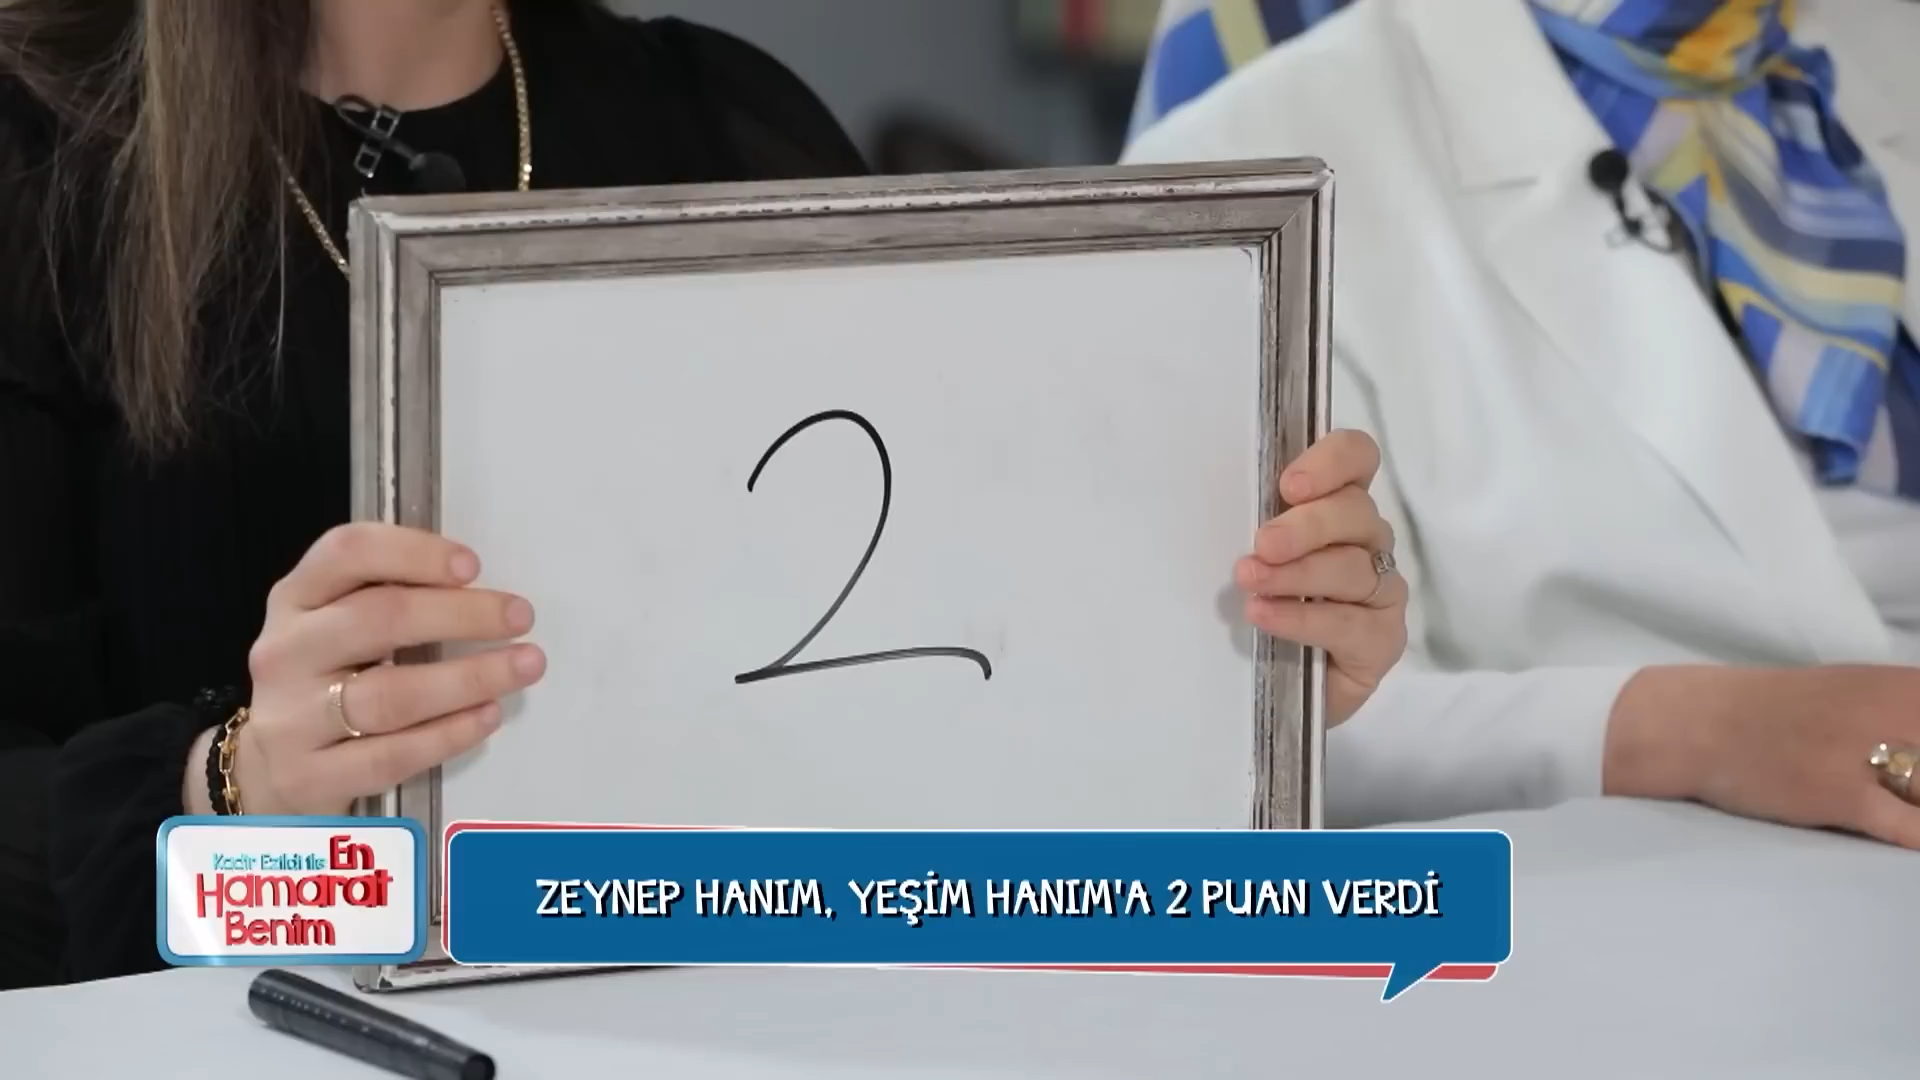 2
Kadir Ezildi ile En
Hamarat
Benim
ZEYNEP HANIM, YEŞİM HANIM'A 2 PUAN VERDİ